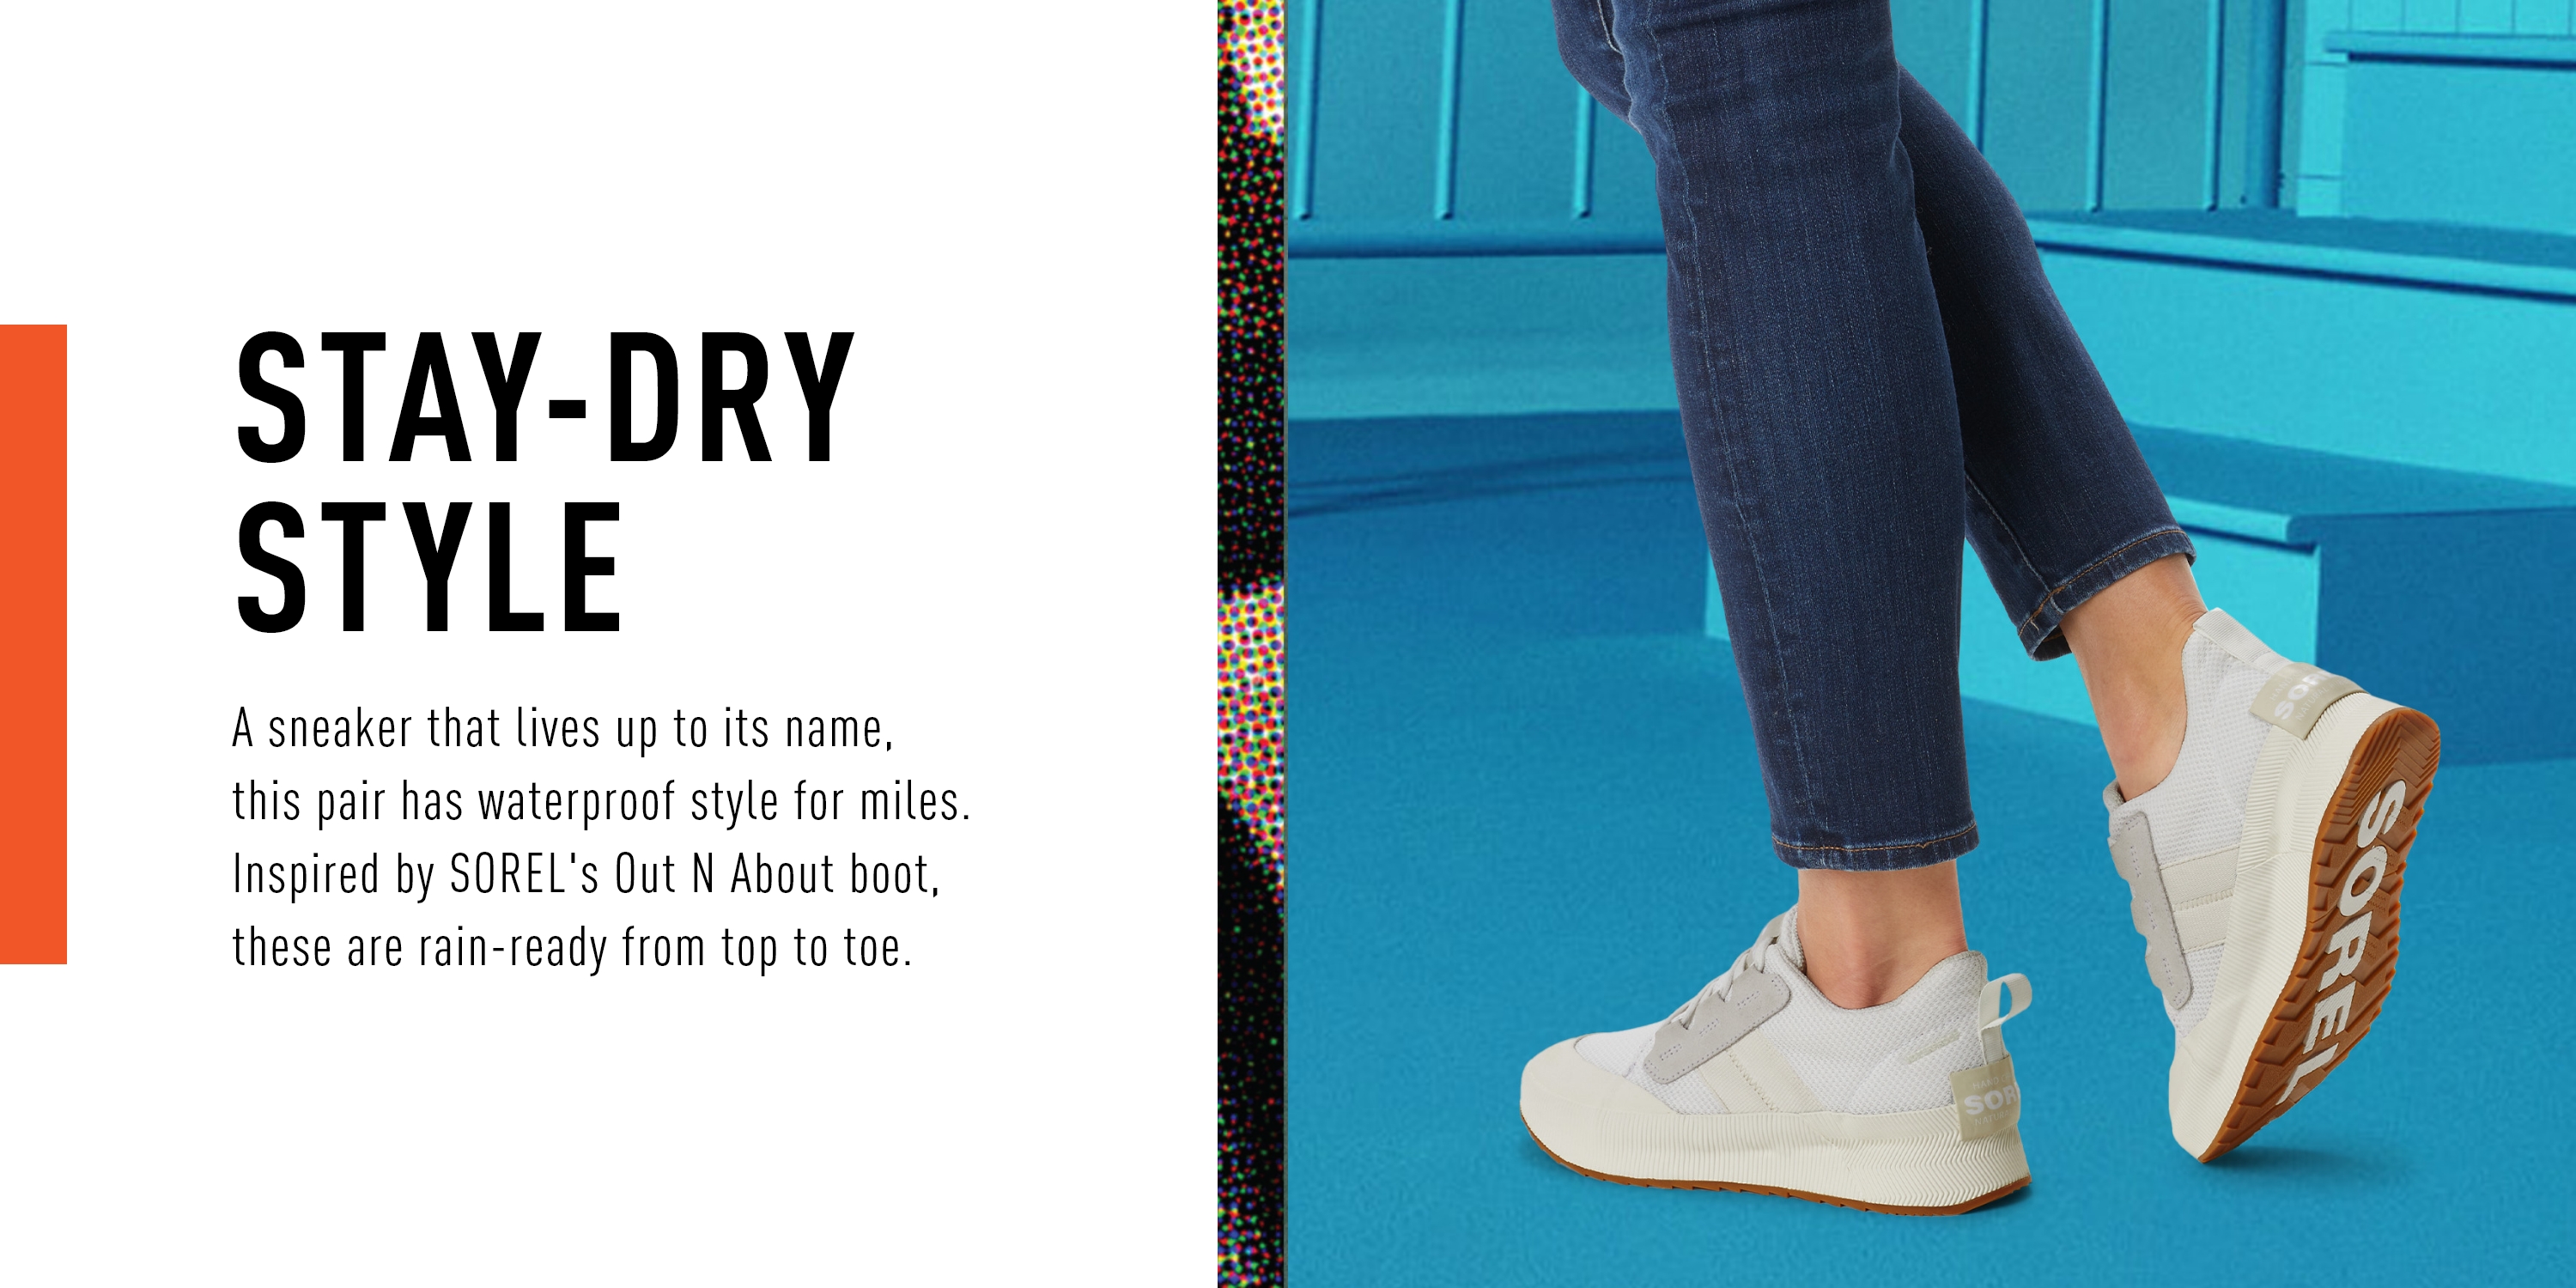 STAY-DRY
STYLE
A sneaker that lives up to its name,
this pair has waterproof style for miles.
Inspired by SOREL's Out N About boot,
these are rain-ready from top to toe.
SOREL